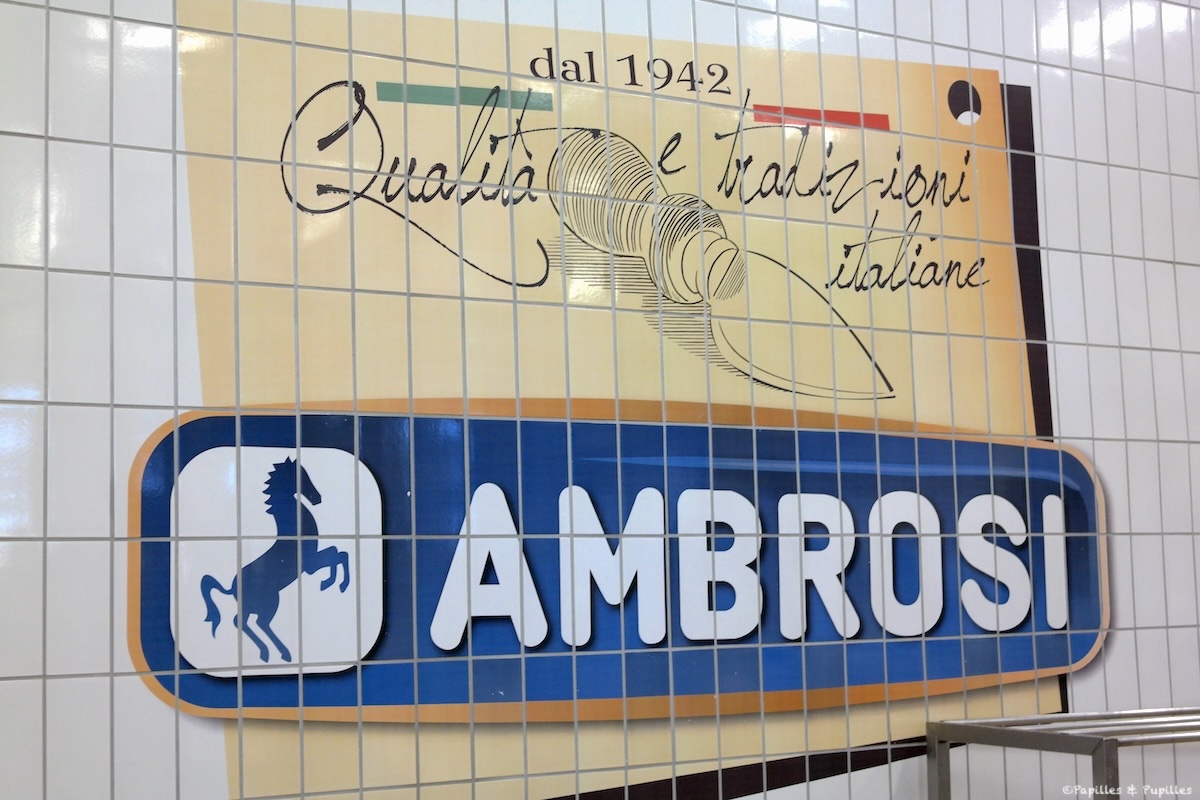 dal 1942
Qualità e tradizioni
italiane
AMBROSI
©Papilles & Pupilles